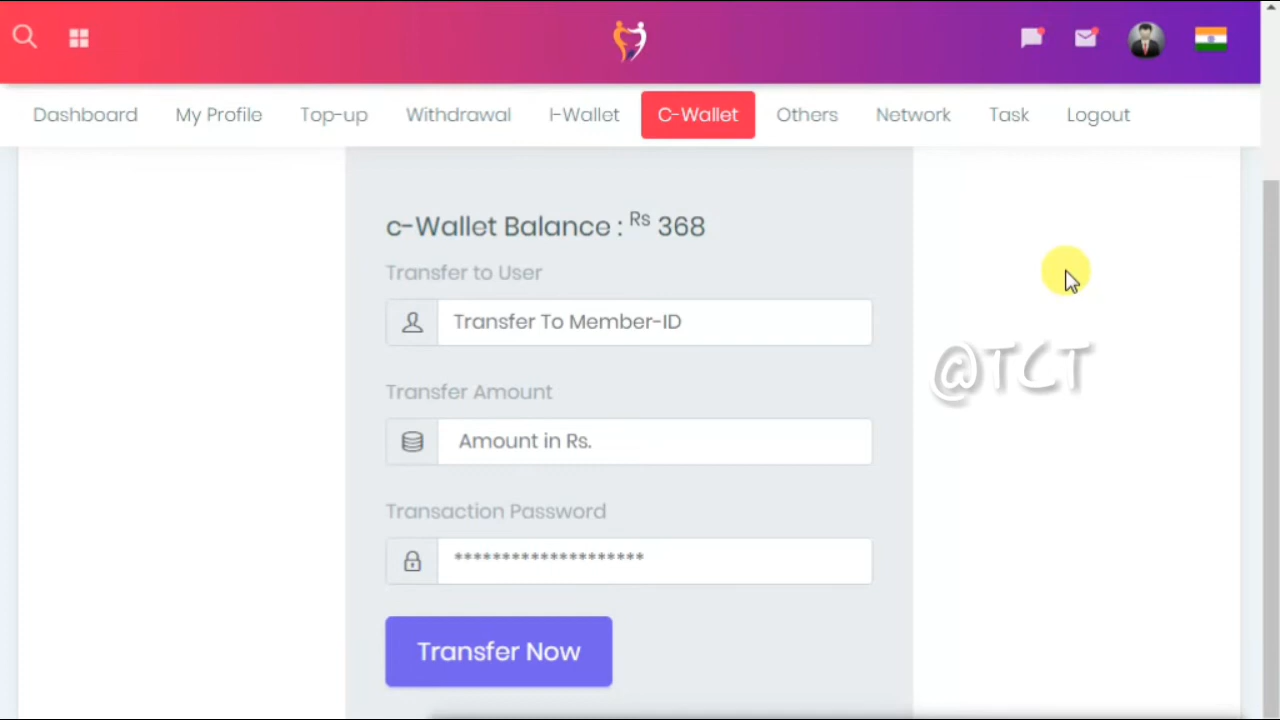 Dashboard My Profile Top-up Withdrawal I-Wallet C-Wallet Others Network Task Logout
c-Wallet Balance : Rs 368
Transfer to User
Transfer To Member-ID
@TCT
Transfer Amount
Amount in Rs.
Transaction Password
********************
Transfer Now